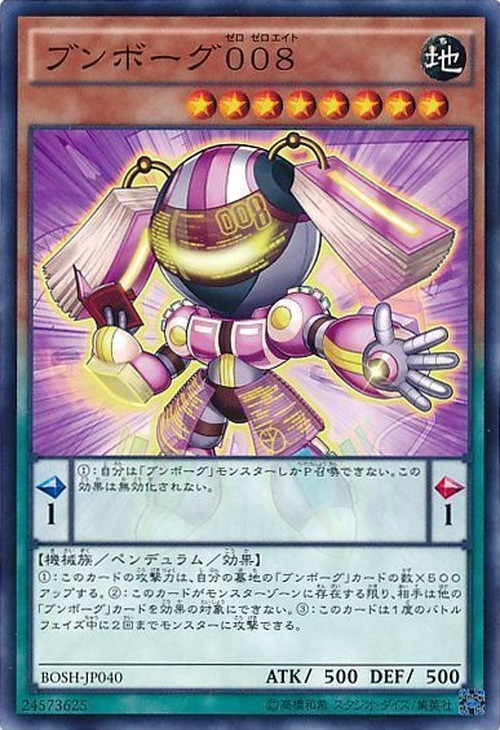 ゼロ ゼロエイト
ブンボーグ008
ち
地
008
①:自分は「ブンボーグ」モンスターしかP召喚できない。この
効果は無効化されない。
1
1
【機械族/ペンデュラム/効果】
①:このカードの攻撃力は、自分の墓地の「ブンボーグ」カードの数×500
アップする。②:このカードがモンスターゾーンに存在する限り、相手は他の
「ブンボーグ」カードを効果の対象にできない。③:このカードは1度のバトル
フェイズ中に2回までモンスターに攻撃できる。
BOSH-JP040
ATK/ 500 DEF/ 500
24573625
©高橋和希 スタジオ・ダイス/集英社